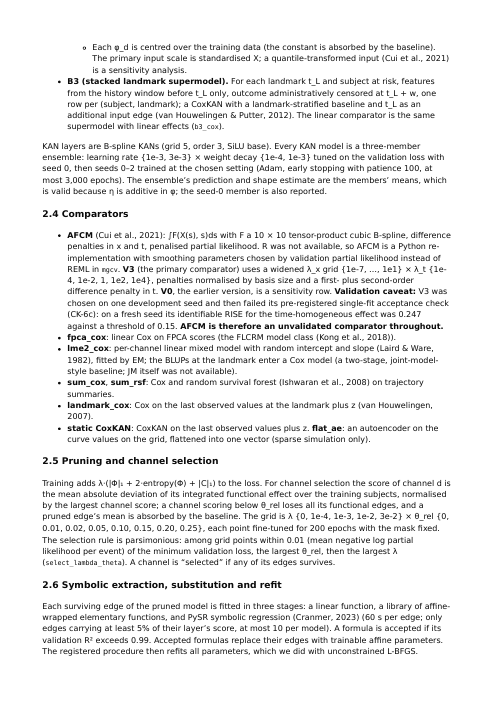 ◦ Each φ_d is centred over the training data (the constant is absorbed by the baseline).
The primary input scale is standardised X; a quantile-transformed input (Cui et al., 2021)
is a sensitivity analysis.
• B3 (stacked landmark supermodel). For each landmark t_L and subject at risk, features
from the history window before t_L only, outcome administratively censored at t_L + w, one
row per (subject, landmark); a CoxKAN with a landmark-stratified baseline and t_L as an
additional input edge (van Houwelingen & Putter, 2012). The linear comparator is the
same supermodel with linear effects (b3_cox).
KAN layers are B-spline KANs (grid 5, order 3, SiLU base). Every KAN model is a three-member
ensemble: learning rate {1e-3, 3e-3} × weight decay {1e-4, 1e-3} tuned on the validation loss with
seed 0, then seeds 0–2 trained at the chosen setting (Adam, early stopping with patience 100, at
most 3,000 epochs). The ensemble’s prediction and shape estimate are the members’ means, which
is valid because η is additive in φ; the seed-0 member is also reported.
2.4 Comparators
• AFCM (Cui et al., 2021): ∫F(X(s), s)ds with F a 10 × 10 tensor-product cubic B-spline, difference
penalties in x and t, penalised partial likelihood. R was not available, so AFCM is a Python re-
implementation with smoothing parameters chosen by validation partial likelihood instead of
REML in mgcv. V3 (the primary comparator) uses a widened λ_x grid {1e-7, …, 1e1} × λ_t {1e-
4, 1e-2, 1, 1e2, 1e4}, penalties normalised by basis size and a first- plus second-order
difference penalty in t. V0, the earlier version, is a sensitivity row. Validation caveat: V3 was
chosen on one development seed and then failed its pre-registered single-fit acceptance check
(CK-6c): on a fresh seed its identifiable RISE for the time-homogeneous effect was 0.247
against a threshold of 0.15. AFCM is therefore an unvalidated comparator throughout.
• fpca_cox: linear Cox on FPCA scores (the FLCRM model class (Kong et al., 2018)).
• lme2_cox: per-channel linear mixed model with random intercept and slope (Laird & Ware,
1982), fitted by EM; the BLUPs at the landmark enter a Cox model (a two-stage, joint-model-
style baseline; JM itself was not available).
• sum_cox, sum_rsf: Cox and random survival forest (Ishwaran et al., 2008) on trajectory
summaries.
• landmark_cox: Cox on the last observed values at the landmark plus z (van Houwelingen,
2007).
• static CoxKAN: CoxKAN on the last observed values plus z. flat_ae: an autoencoder on the
curve values on the grid, flattened into one vector (sparse simulation only).
2.5 Pruning and channel selection
Training adds λ·(|Φ|₁ + 2·entropy(Φ) + |C|₁) to the loss. For channel selection the score of channel d is
the mean absolute deviation of its integrated functional effect over the training subjects, normalised
by the largest channel score; a channel scoring below θ_rel loses all its functional edges, and a
pruned edge’s mean is absorbed by the baseline. The grid is λ {0, 1e-4, 1e-3, 1e-2, 3e-2} × θ_rel {0,
0.01, 0.02, 0.05, 0.10, 0.15, 0.20, 0.25}, each point fine-tuned for 200 epochs with the mask fixed.
The selection rule is parsimonious: among grid points within 0.01 (mean negative log partial
likelihood per event) of the minimum validation loss, the largest θ_rel, then the largest λ
(select_lambda_theta). A channel is “selected” if any of its edges survives.
2.6 Symbolic extraction, substitution and refit
Each surviving edge of the pruned model is fitted in three stages: a linear function, a library of affine-
wrapped elementary functions, and PySR symbolic regression (Cranmer, 2023) (60 s per edge; only
edges carrying at least 5% of their layer’s score, at most 10 per model). A formula is accepted if its
validation R² exceeds 0.99. Accepted formulas replace their edges with trainable affine parameters.
The registered procedure then refits all parameters, which we did with unconstrained L-BFGS.